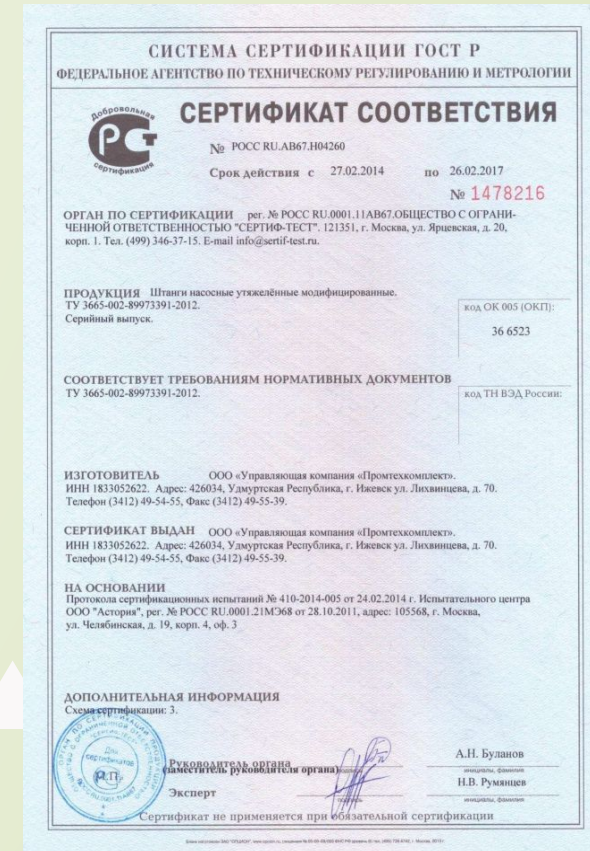 СИСТЕМА СЕРТИФИКАЦИИ ГОСТ Р
ФЕДЕРАЛЬНОЕ АГЕНТСТВО ПО ТЕХНИЧЕСКОМУ РЕГУЛИРОВАНИЮ И МЕТРОЛОГИИ
Добровольная
сертификация
СЕРТИФИКАТ СООТВЕТСТВИЯ
№ РОСС RU.АВ67.Н04260
Срок действия с 27.02.2014 по 26.02.2017
№ 1478216
ОРГАН ПО СЕРТИФИКАЦИИ рег. № РОСС RU.0001.11АВ67.ОБЩЕСТВО С ОГРАНИ-
ЧЕННОЙ ОТВЕТСТВЕННОСТЬЮ "СЕРТИФ-ТЕСТ". 121351, г. Москва, ул. Ярцевская, д. 20,
корп. 1. Тел. (499) 346-37-15. E-mail info@sertif-test.ru.
ПРОДУКЦИЯ Штанги насосные утяжелённые модифицированные.
ТУ 3665-002-89973391-2012.
Серийный выпуск.
код ОК 005 (ОКП):
36 6523
СООТВЕТСТВУЕТ ТРЕБОВАНИЯМ НОРМАТИВНЫХ ДОКУМЕНТОВ
ТУ 3665-002-89973391-2012.
код ТН ВЭД России:
ИЗГОТОВИТЕЛЬ ООО «Управляющая компания «Промтехкомплект».
ИНН 1833052622. Адрес: 426034, Удмуртская Республика, г. Ижевск ул. Лихвинцева, д. 70.
Телефон (3412) 49-54-55, Факс (3412) 49-55-39.
СЕРТИФИКАТ ВЫДАН ООО «Управляющая компания «Промтехкомплект».
ИНН 1833052622. Адрес: 426034, Удмуртская Республика, г. Ижевск ул. Лихвинцева, д. 70.
Телефон (3412) 49-54-55, Факс (3412) 49-55-39.
НА ОСНОВАНИИ
Протокола сертификационных испытаний № 410-2014-005 от 24.02.2014 г. Испытательного центра
ООО "Астория", рег. № РОСС RU.0001.21МЭ68 от 28.10.2011, адрес: 105568, г. Москва,
ул. Челябинская, д. 19, корп. 4, оф. 3
ДОПОЛНИТЕЛЬНАЯ ИНФОРМАЦИЯ
Схема сертификации: 3.
Для
сертификатов
М.П.
Руководитель органа
(заместитель руководителя органа)
подпись
А.Н. Буланов
инициалы, фамилия
Эксперт
подпись
Н.В. Румянцев
инициалы, фамилия
Сертификат не применяется при обязательной сертификации